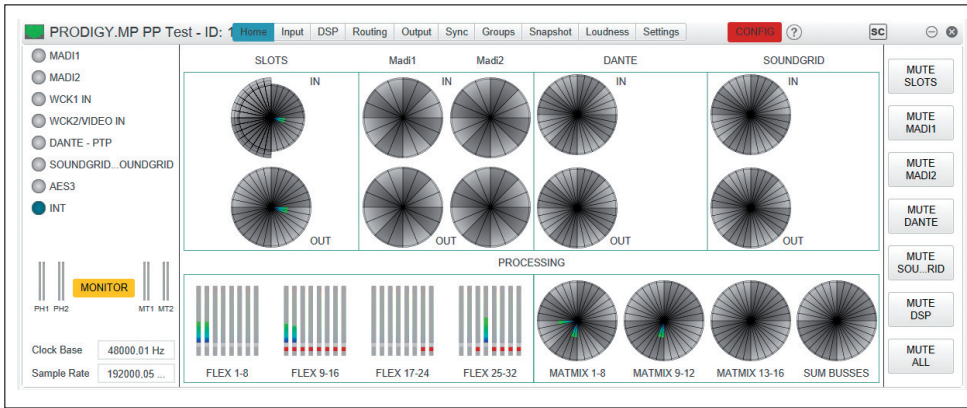 PRODIGY.MP PP Test - ID: 1 Home Input DSP Routing Output Sync Groups Snapshot Loudness Settings CONFIG ? SC
MADI1
MADI2
WCK1 IN
WCK2/VIDEO IN
DANTE - PTP
SOUNDGRID...OUNDGRID
AES3
INT
MONITOR
PH1 PH2 MT1 MT2
Clock Base 48000.01 Hz
Sample Rate 192000.05 ...
SLOTS Madi1 Madi2 DANTE SOUNDGRID
IN IN IN IN
OUT OUT OUT OUT
PROCESSING
FLEX 1-8 FLEX 9-16 FLEX 17-24 FLEX 25-32 MATMIX 1-8 MATMIX 9-12 MATMIX 13-16 SUM BUSSES
MUTE
SLOTS
MUTE
MADI1
MUTE
MADI2
MUTE
DANTE
MUTE
SOU...RID
MUTE
DSP
MUTE
ALL